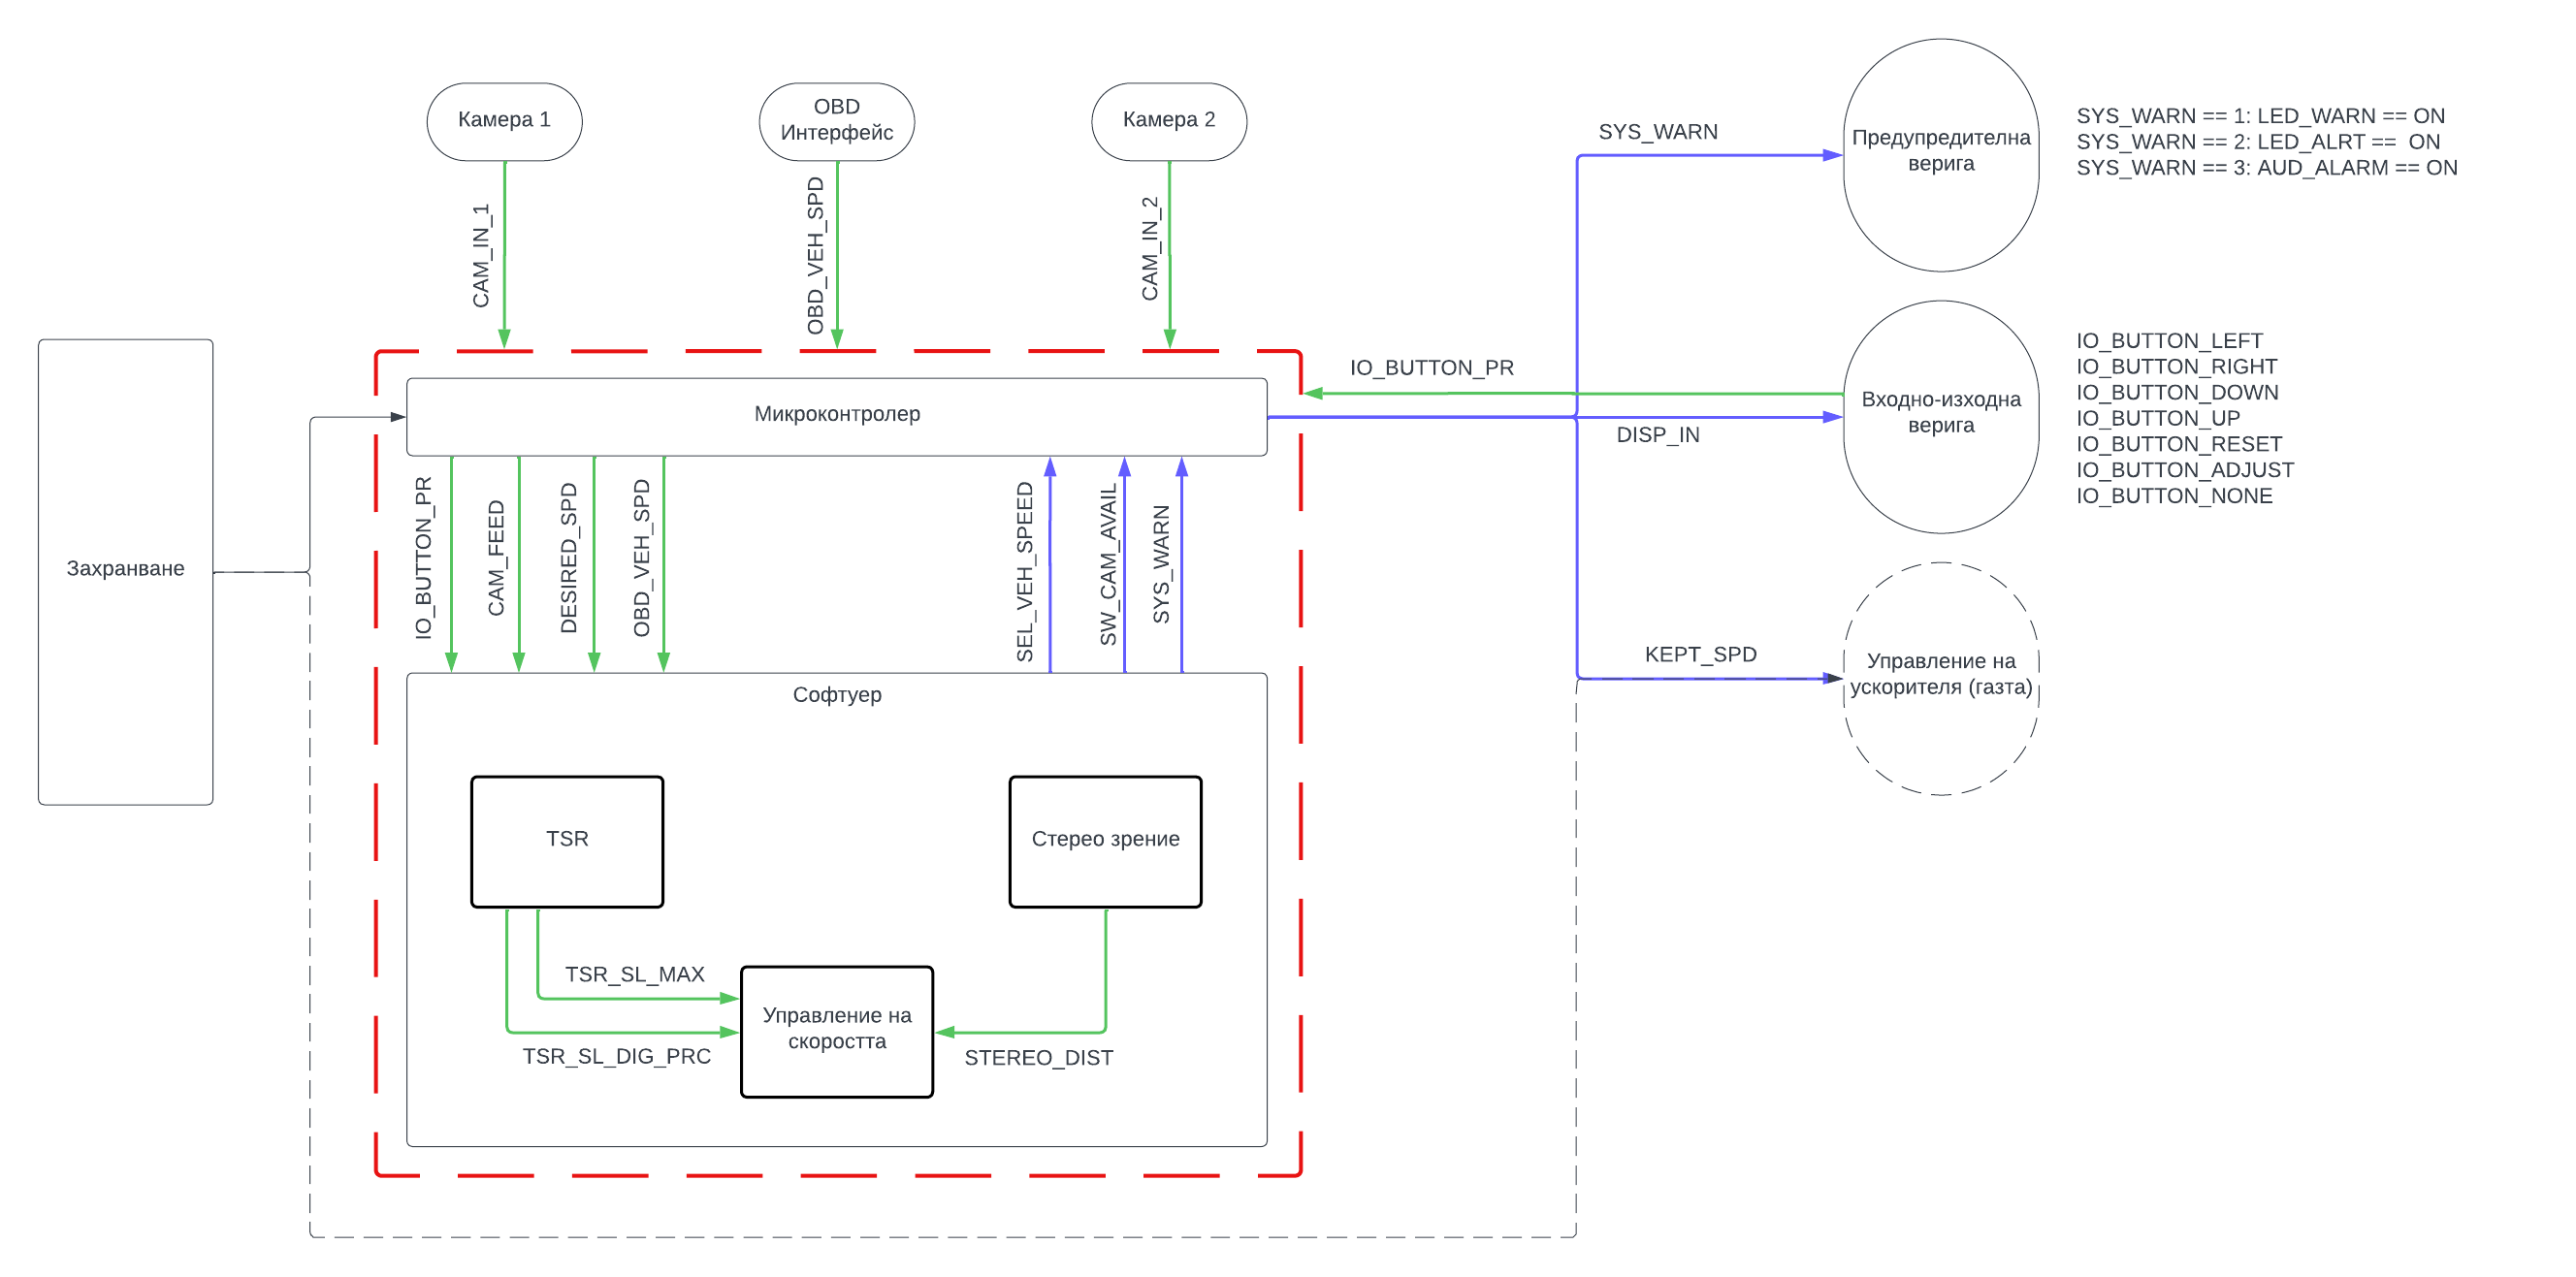 Камера 1
OBD
Интерфейс
Камера 2
CAM_IN_1
OBD_VEH_SPD
CAM_IN_2
SYS_WARN
Предупредителна
верига
SYS_WARN == 1: LED_WARN == ON
SYS_WARN == 2: LED_ALRT == ON
SYS_WARN == 3: AUD_ALARM == ON
IO_BUTTON_PR
DISP_IN
Входно-изходна
верига
IO_BUTTON_LEFT
IO_BUTTON_RIGHT
IO_BUTTON_DOWN
IO_BUTTON_UP
IO_BUTTON_RESET
IO_BUTTON_ADJUST
IO_BUTTON_NONE
Микроконтролер
Захранване
IO_BUTTON_PR
CAM_FEED
DESIRED_SPD
OBD_VEH_SPD
SEL_VEH_SPEED
SW_CAM_AVAIL
SYS_WARN
KEPT_SPD
Управление на
ускорителя (газта)
Софтуер
TSR
Стерео зрение
TSR_SL_MAX
TSR_SL_DIG_PRC
Управление на
скоростта
STEREO_DIST